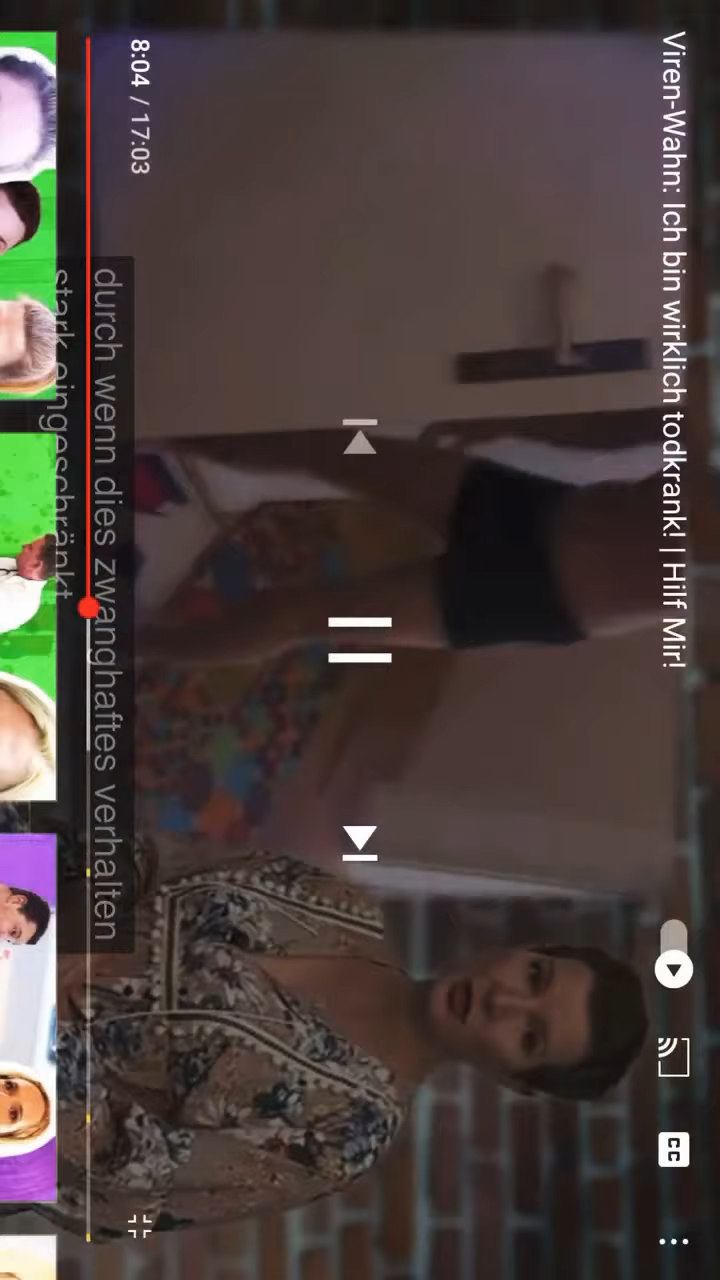 Viren-Wahn: Ich bin wirklich todkrank! | Hilf Mir!
CC
8:04 / 17:03
durch wenn dies zwanghaftes verhalten
stark eingeschränkt